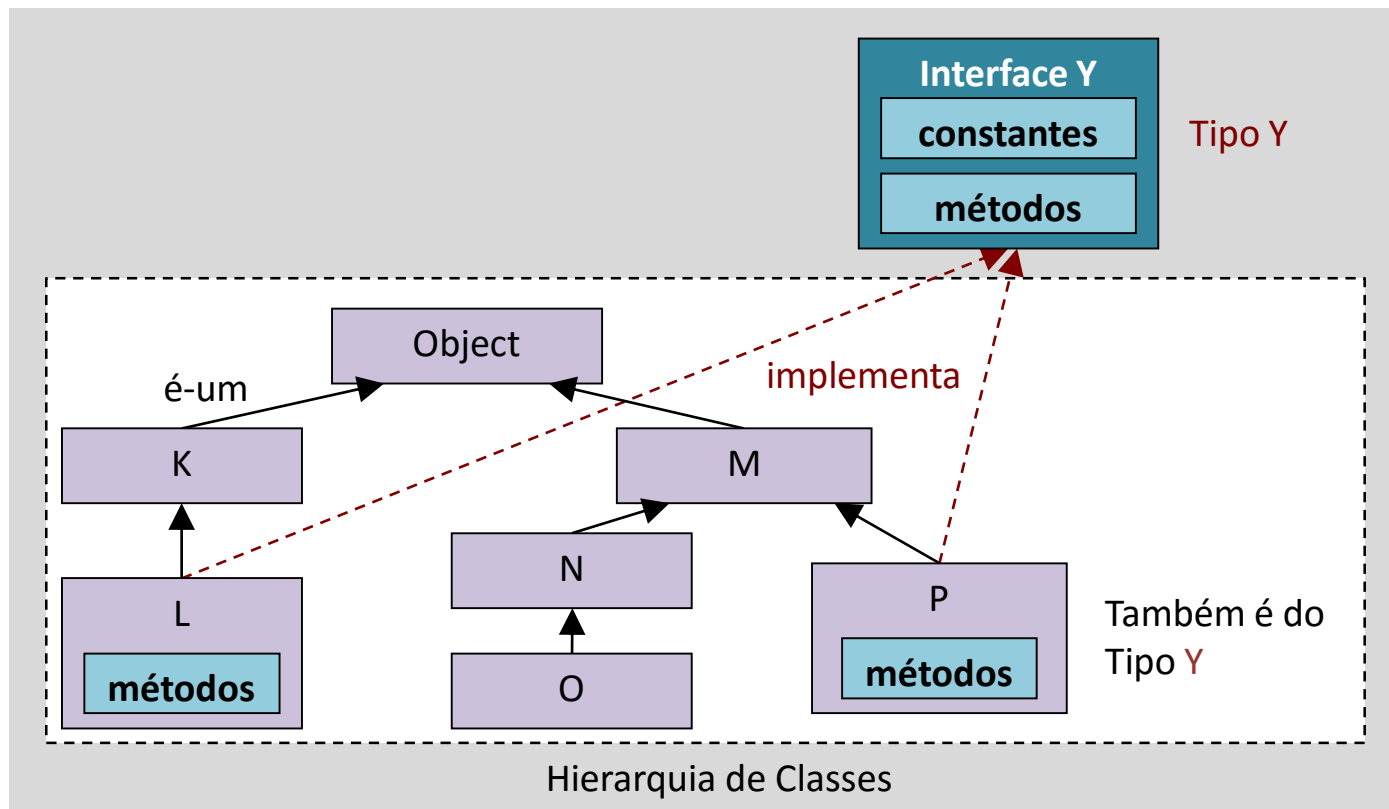 Interface Y
constantes
Tipo Y
métodos
Object
é-um
implementa
K
M
N
L
P
métodos
O
métodos
Também é do
Tipo Y
Hierarquia de Classes